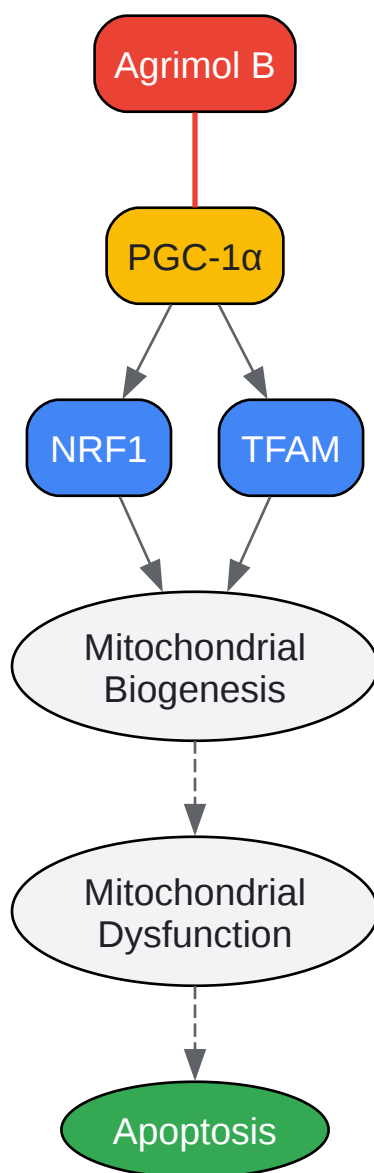 Agrimol B
PGC-1α
NRF1
TFAM
Mitochondrial
Biogenesis
Mitochondrial
Dysfunction
Apoptosis